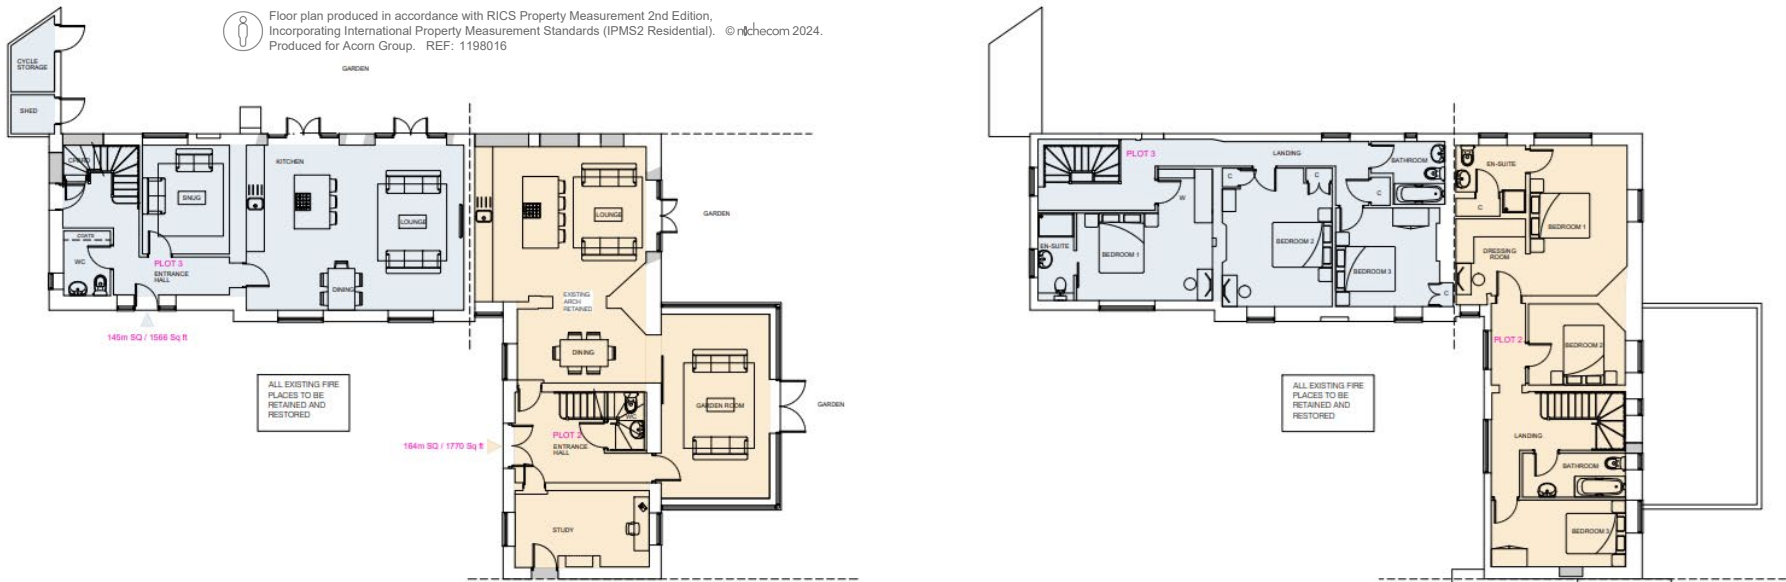 Floor plan produced in accordance with RICS Property Measurement 2nd Edition,
Incorporating International Property Measurement Standards (IPMS2 Residential). © nichecom 2024.
Produced for Acorn Group. REF: 1198016
CYCLE
STORAGE
SHED
GARDEN
CPBRD
SNUG
KITCHEN
LOUNGE
COATS
WC
PLOT 3
ENTRANCE
HALL
DINING
145m SQ / 1566 Sq ft
LOUNGE
GARDEN
EXISTING
ARCH
RETAINED
DINING
ALL EXISTING FIRE
PLACES TO BE
RETAINED AND
RESTORED
GARDEN ROOM
GARDEN
WC
PLOT 2
ENTRANCE
HALL
164m SQ / 1770 Sq ft
STUDY
PLOT 3
LANDING
BATHROOM
C
C
C
W
EN-SUITE
BEDROOM 1
BEDROOM 2
BEDROOM 3
C
EN-SUITE
C
BEDROOM 1
DRESSING
ROOM
PLOT 2
BEDROOM 2
ALL EXISTING FIRE
PLACES TO BE
RETAINED AND
RESTORED
LANDING
BATHROOM
BEDROOM 3